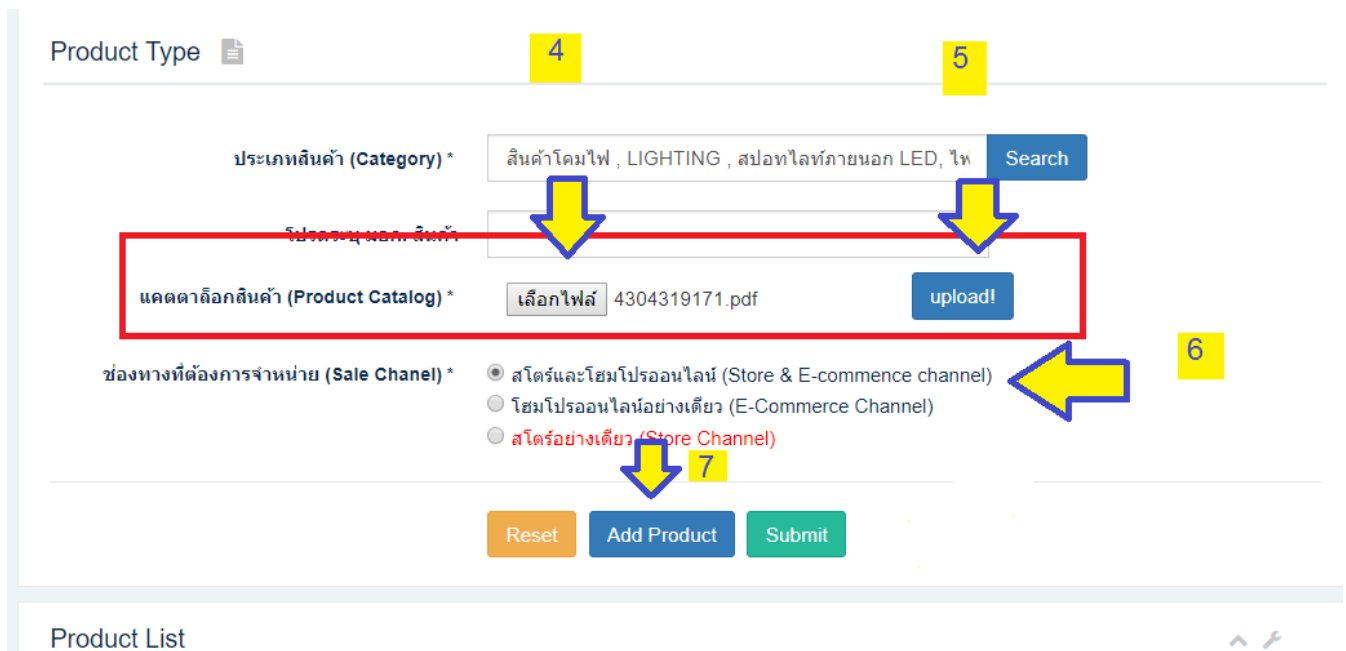 Product Type
4
5
ประเภทสินค้า (Category) *
สินค้าโคมไฟ , LIGHTING , สปอทไลท์ภายนอก LED, ไฟ
Search
สินค้า
แคตตาล็อกสินค้า (Product Catalog) *
เลือกไฟล์ 4304319171.pdf
upload!
ช่องทางที่ต้องการจำหน่าย (Sale Chanel) *
สโตร์และโฮมโปรออนไลน์ (Store & E-commence channel)
6
โฮมโปรออนไลน์อย่างเดียว (E-Commerce Channel)
สโตร์อย่างเดียว (Store Channel)
7
Reset
Add Product
Submit
Product List